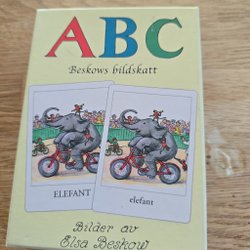 ABC
Beskows bildskatt
ELEFANT
elefant
Bilder av
Elsa Beskow